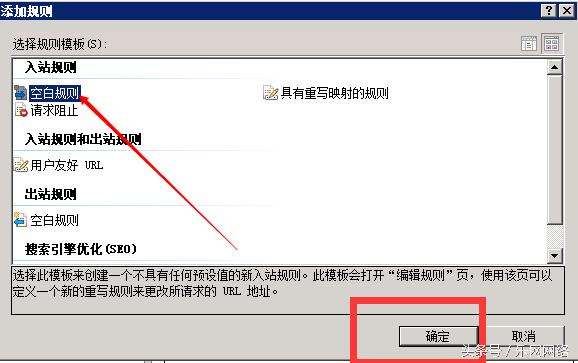 添加规则
选择规则模板(S):
入站规则
空白规则
具有重写映射的规则
请求阻止
入站规则和出站规则
用户友好 URL
出站规则
空白规则
搜索引擎优化(SEO)
选择此模板来创建一个不具有任何预设值的新入站规则。此模板会打开“编辑规则”页，使用该页可以
定义一个新的重写规则来更改所请求的 URL 地址。
确定
取消
头条号／乐网网络